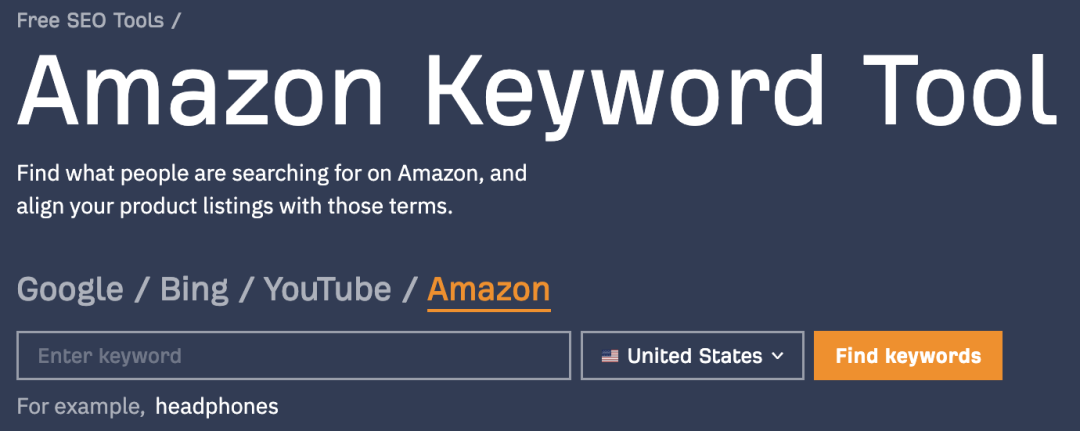 Free SEO Tools /
Amazon Keyword Tool
Find what people are searching for on Amazon, and
align your product listings with those terms.
Google / Bing / YouTube / Amazon
Enter keyword United States Find keywords
For example, headphones